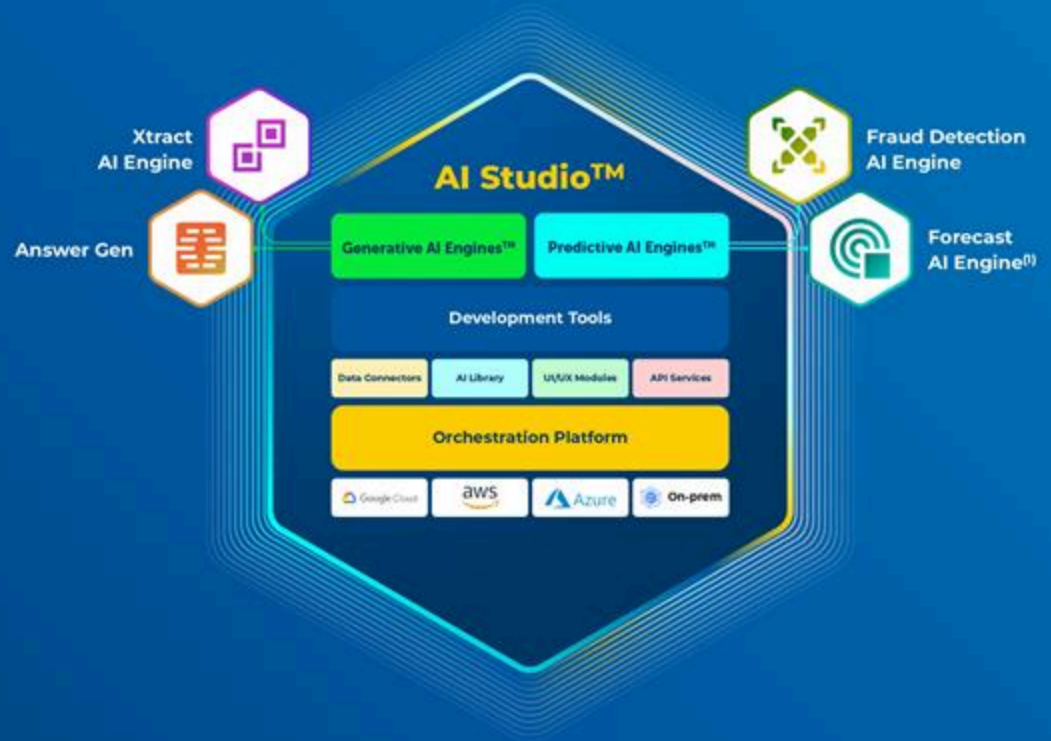 Xtract
AI Engine
Answer Gen
Fraud Detection
AI Engine
Forecast
AI Engine(1)
AI Studio™
Generative AI Engines™
Predictive AI Engines™
Development Tools
Data Connectors
AI Library
UI/UX Modules
API Services
Orchestration Platform
Google Cloud
aws
Azure
On-prem